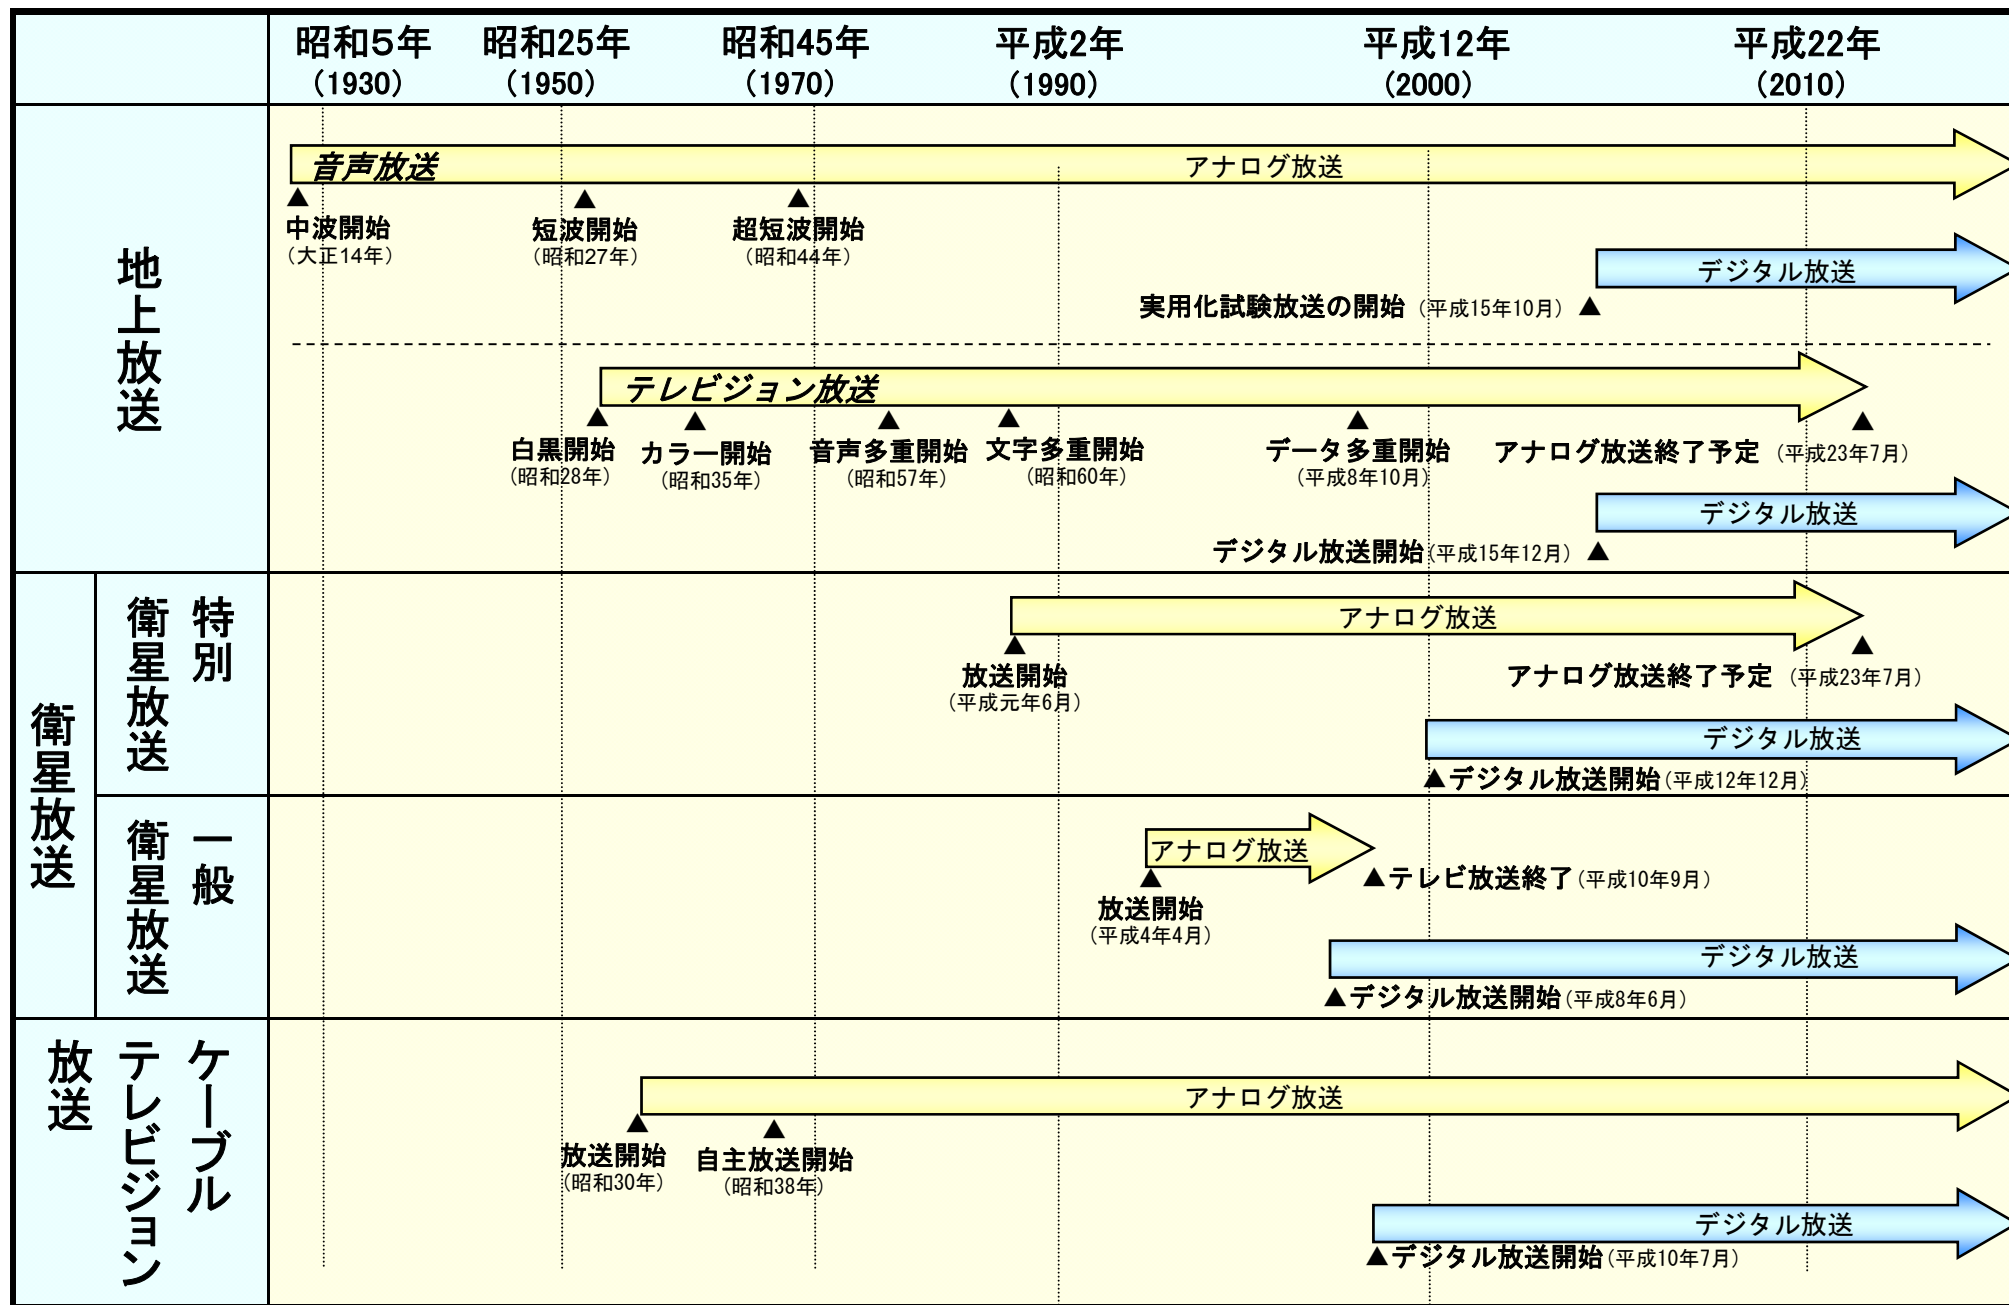 昭和5年
(1930)
昭和25年
(1950)
昭和45年
(1970)
平成2年
(1990)
平成12年
(2000)
平成22年
(2010)
地上放送
音声放送
アナログ放送
中波開始
(大正14年)
短波開始
(昭和27年)
超短波開始
(昭和44年)
デジタル放送
実用化試験放送の開始 (平成15年10月)
テレビジョン放送
白黒開始
(昭和28年)
カラー開始
(昭和35年)
音声多重開始
(昭和57年)
文字多重開始
(昭和60年)
データ多重開始
(平成8年10月)
アナログ放送終了予定 (平成23年7月)
デジタル放送
デジタル放送開始(平成15年12月)
衛星放送
特別
衛星放送
アナログ放送
放送開始
(平成元年6月)
アナログ放送終了予定 (平成23年7月)
デジタル放送
デジタル放送開始(平成12年12月)
一般
衛星放送
アナログ放送
放送開始
(平成4年4月)
テレビ放送終了(平成10年9月)
デジタル放送
デジタル放送開始(平成8年6月)
ケーブル
テレビジョン
放送
アナログ放送
放送開始
(昭和30年)
自主放送開始
(昭和38年)
デジタル放送
デジタル放送開始(平成10年7月)